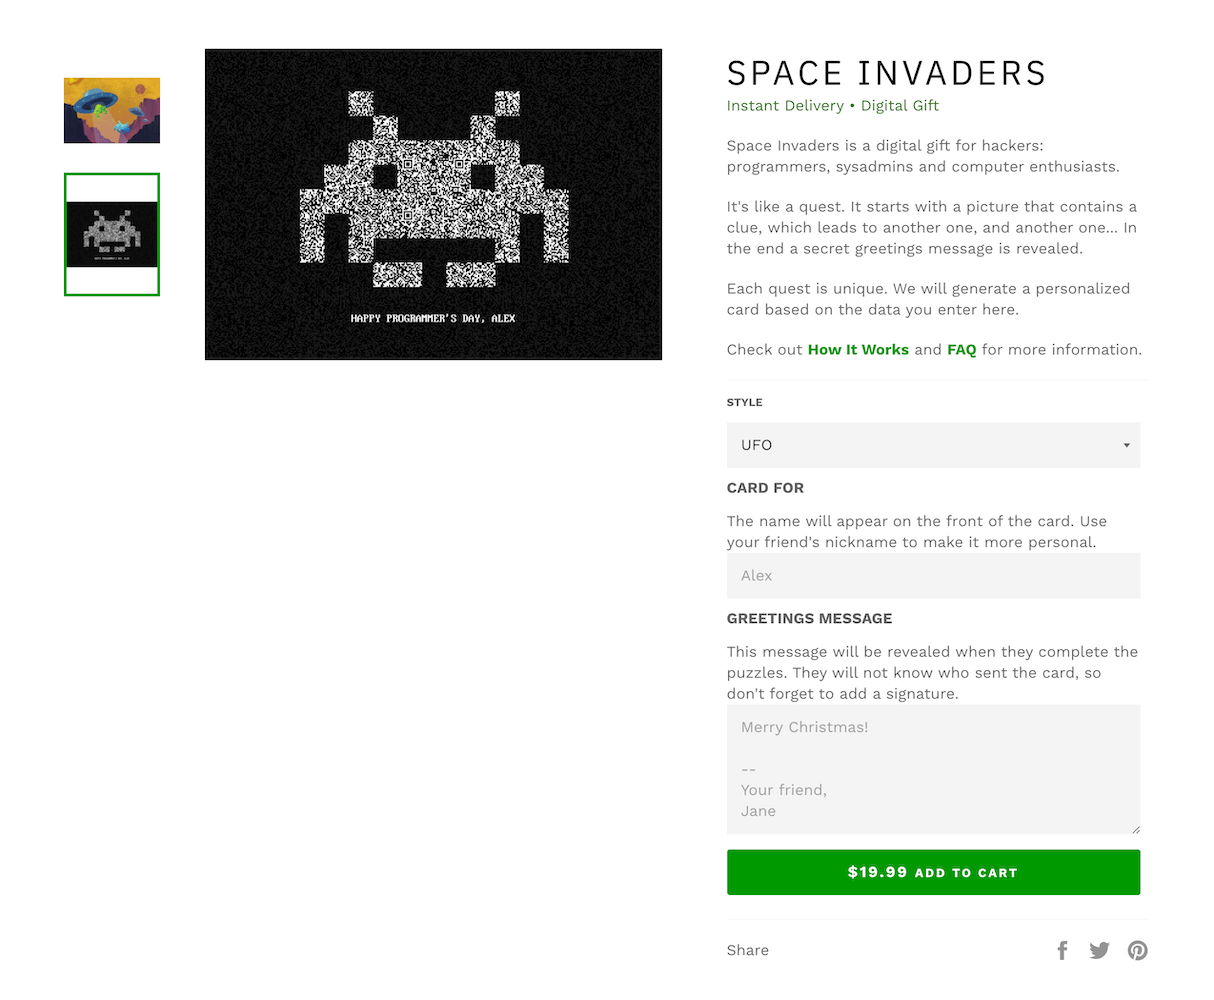 SPACE INVADERS
Instant Delivery • Digital Gift
Space Invaders is a digital gift for hackers:
programmers, sysadmins and computer enthusiasts.
It's like a quest. It starts with a picture that contains a
clue, which leads to another one, and another one... In
the end a secret greetings message is revealed.
Each quest is unique. We will generate a personalized
card based on the data you enter here.
Check out How It Works and FAQ for more information.
HAPPY PROGRAMMER'S DAY, ALEX
STYLE
UFO
CARD FOR
The name will appear on the front of the card. Use
your friend's nickname to make it more personal.
Alex
GREETINGS MESSAGE
This message will be revealed when they complete the
puzzles. They will not know who sent the card, so
don't forget to add a signature.
Merry Christmas!
--
Your friend,
Jane
$19.99 ADD TO CART
Share